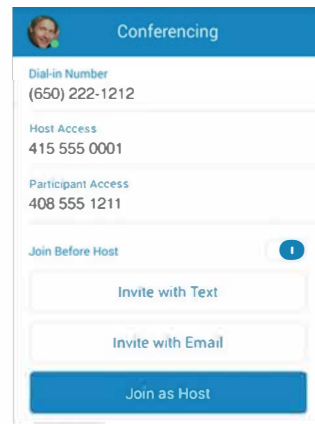 Conferencing
Dial-in Number
(650) 222-1212
Host Access
415 555 0001
Participant Access
408 555 1211
Join Before Host
Invite with Text
Invite with Email
Join as Host